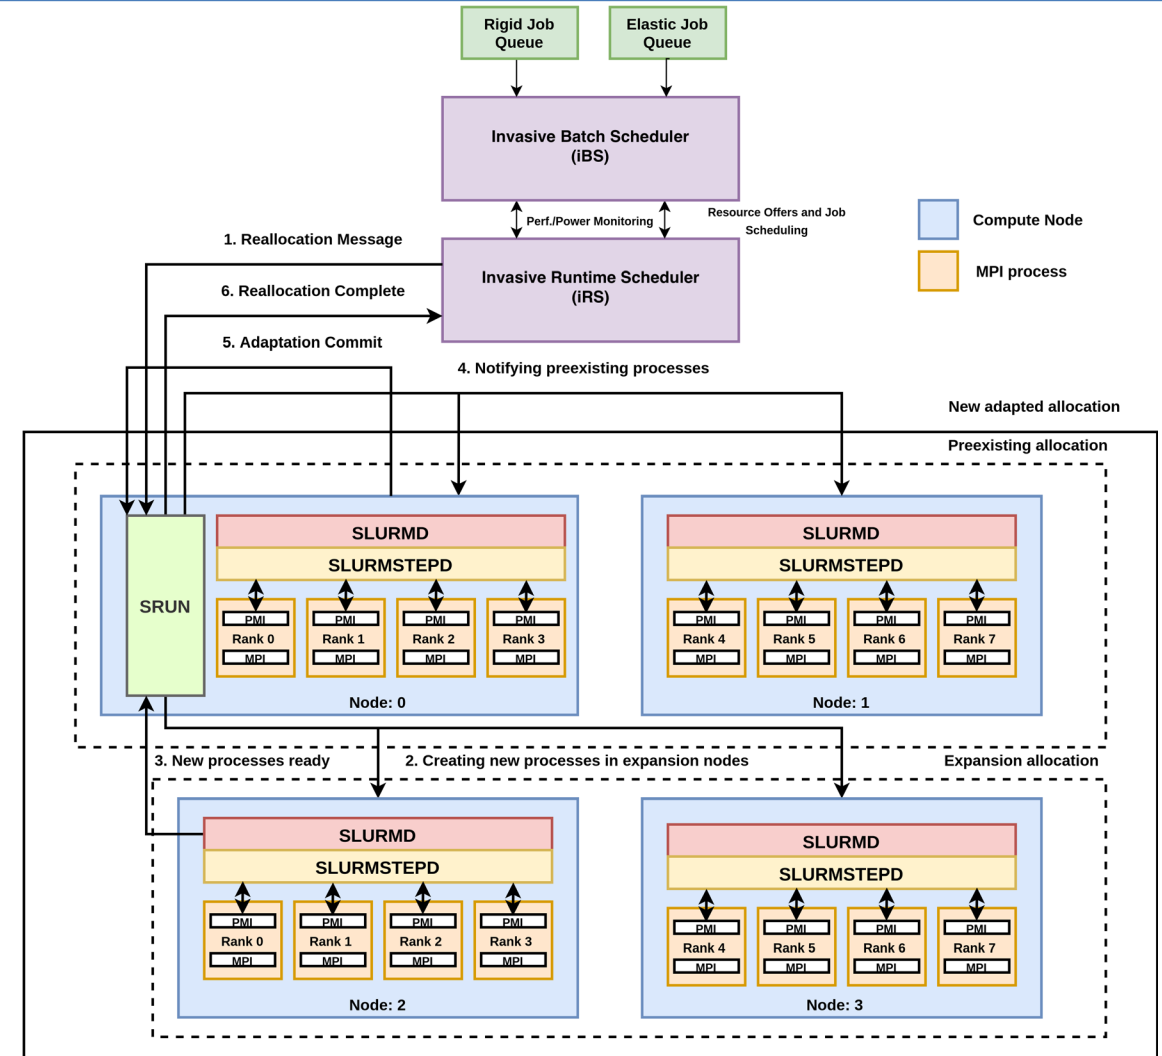 Rigid Job
Queue
Elastic Job
Queue
Invasive Batch Scheduler
(iBS)
Perf./Power Monitoring
Resource Offers and Job
Scheduling
Compute Node
MPI process
1. Reallocation Message
Invasive Runtime Scheduler
(iRS)
6. Reallocation Complete
5. Adaptation Commit
4. Notifying preexisting processes
New adapted allocation
Preexisting allocation
SRUN
SLURMD
SLURMSTEPD
PMI
Rank 0
MPI
PMI
Rank 1
MPI
PMI
Rank 2
MPI
PMI
Rank 3
MPI
Node: 0
SLURMD
SLURMSTEPD
PMI
Rank 4
MPI
PMI
Rank 5
MPI
PMI
Rank 6
MPI
PMI
Rank 7
MPI
Node: 1
3. New processes ready
2. Creating new processes in expansion nodes
Expansion allocation
SLURMD
SLURMSTEPD
PMI
Rank 0
MPI
PMI
Rank 1
MPI
PMI
Rank 2
MPI
PMI
Rank 3
MPI
Node: 2
SLURMD
SLURMSTEPD
PMI
Rank 4
MPI
PMI
Rank 5
MPI
PMI
Rank 6
MPI
PMI
Rank 7
MPI
Node: 3